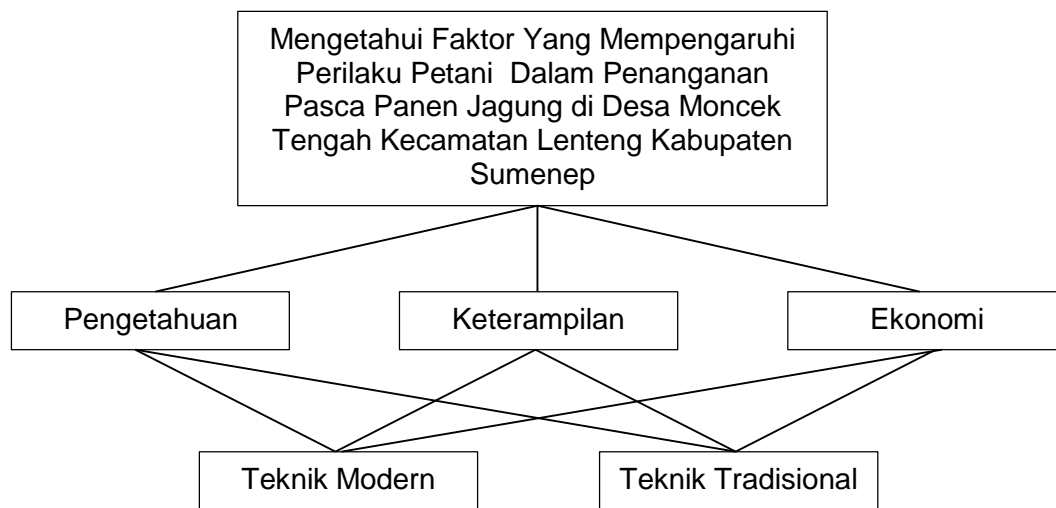 Mengetahui Faktor Yang Mempengaruhi
Perilaku Petani Dalam Penanganan
Pasca Panen Jagung di Desa Moncek
Tengah Kecamatan Lenteng Kabupaten
Sumenep
Pengetahuan
Keterampilan
Ekonomi
Teknik Modern
Teknik Tradisional